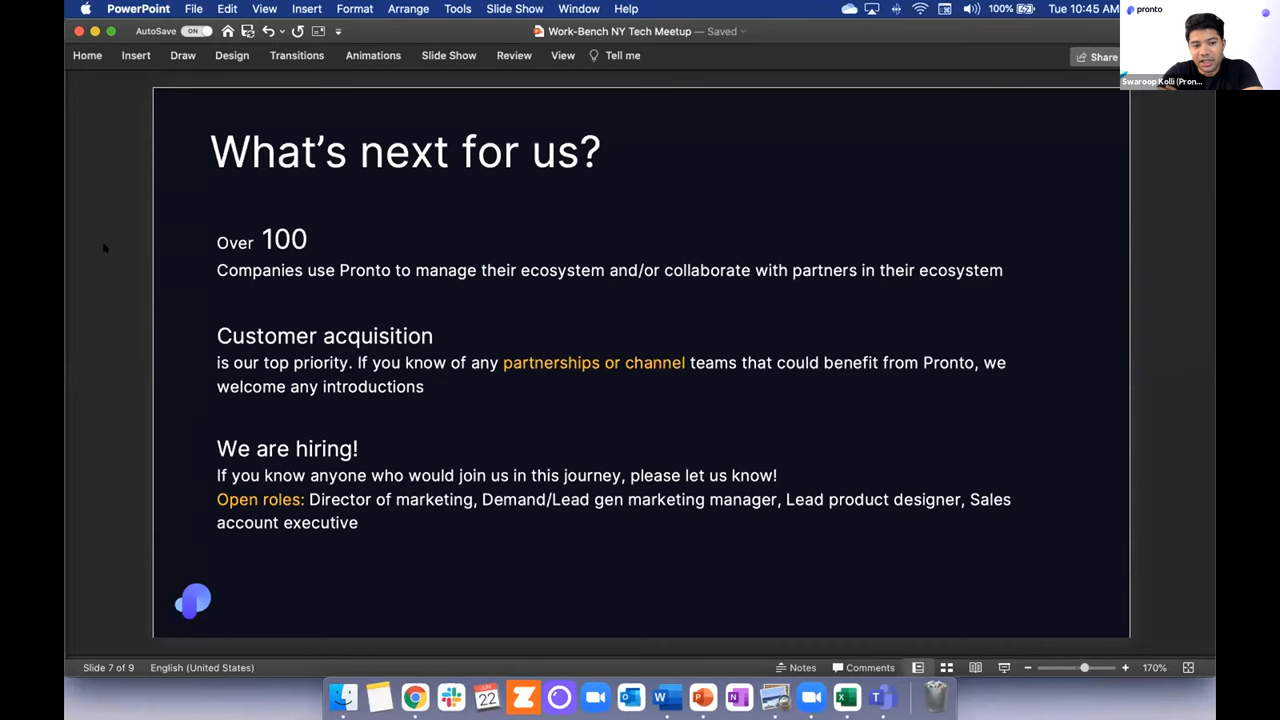 PowerPoint File Edit View Insert Format Arrange Tools Slide Show Window Help 100% Tue 10:45 AM
pronto
AutoSave ON Work-Bench NY Tech Meetup — Saved
Home Insert Draw Design Transitions Animations Slide Show Review View Tell me Share
Swaroop Kolli (Pron...
What's next for us?
Over 100
Companies use Pronto to manage their ecosystem and/or collaborate with partners in their ecosystem
Customer acquisition
is our top priority. If you know of any partnerships or channel teams that could benefit from Pronto, we
welcome any introductions
We are hiring!
If you know anyone who would join us in this journey, please let us know!
Open roles: Director of marketing, Demand/Lead gen marketing manager, Lead product designer, Sales
account executive
Slide 7 of 9 English (United States) Notes Comments 170%
JUN
22